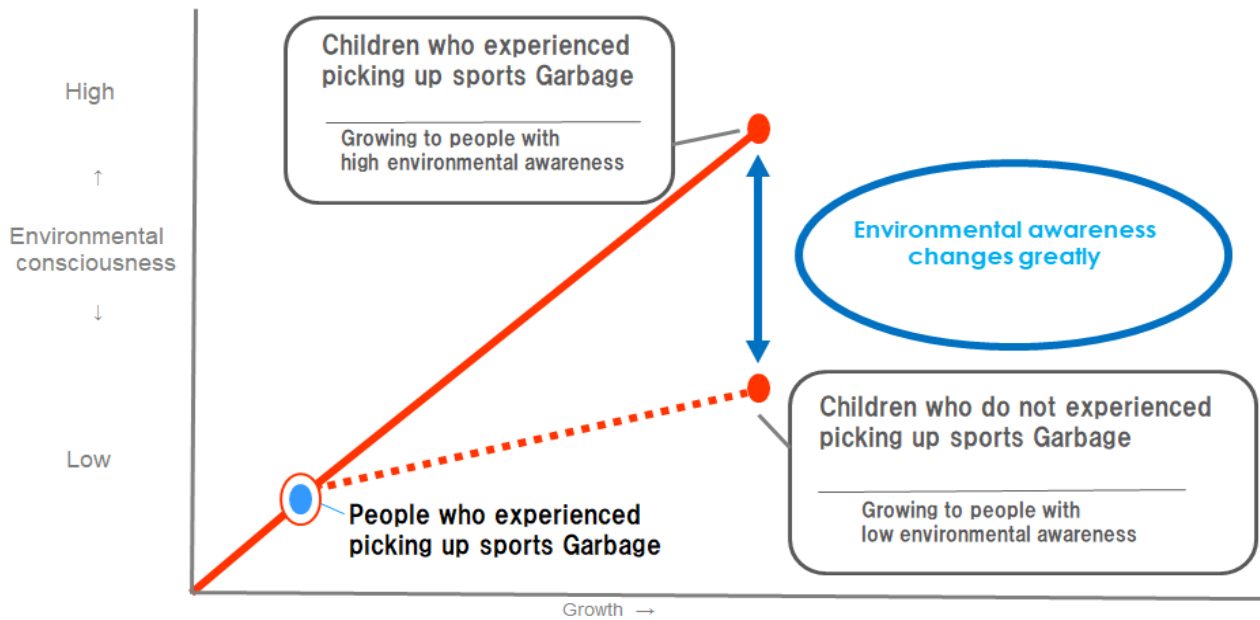 Children who experienced
picking up sports Garbage
Growing to people with
high environmental awareness
High
↑
Environmental
consciousness
↓
Low
Environmental awareness
changes greatly
Children who do not experienced
picking up sports Garbage
Growing to people with
low environmental awareness
People who experienced
picking up sports Garbage
Growth →